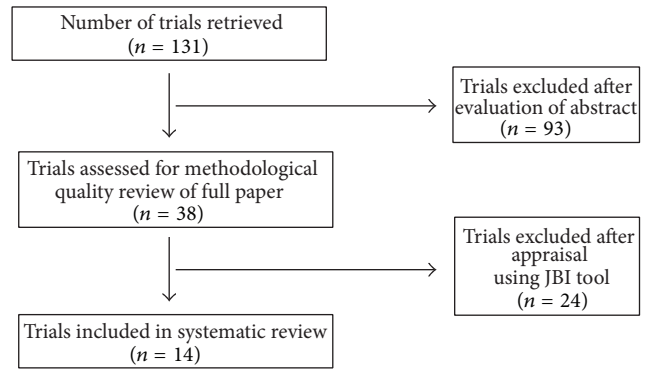 Number of trials retrieved
(n = 131)
Trials excluded after
evaluation of abstract
(n = 93)
Trials assessed for methodological
quality review of full paper
(n = 38)
Trials excluded after
appraisal
using JBI tool
(n = 24)
Trials included in systematic review
(n = 14)